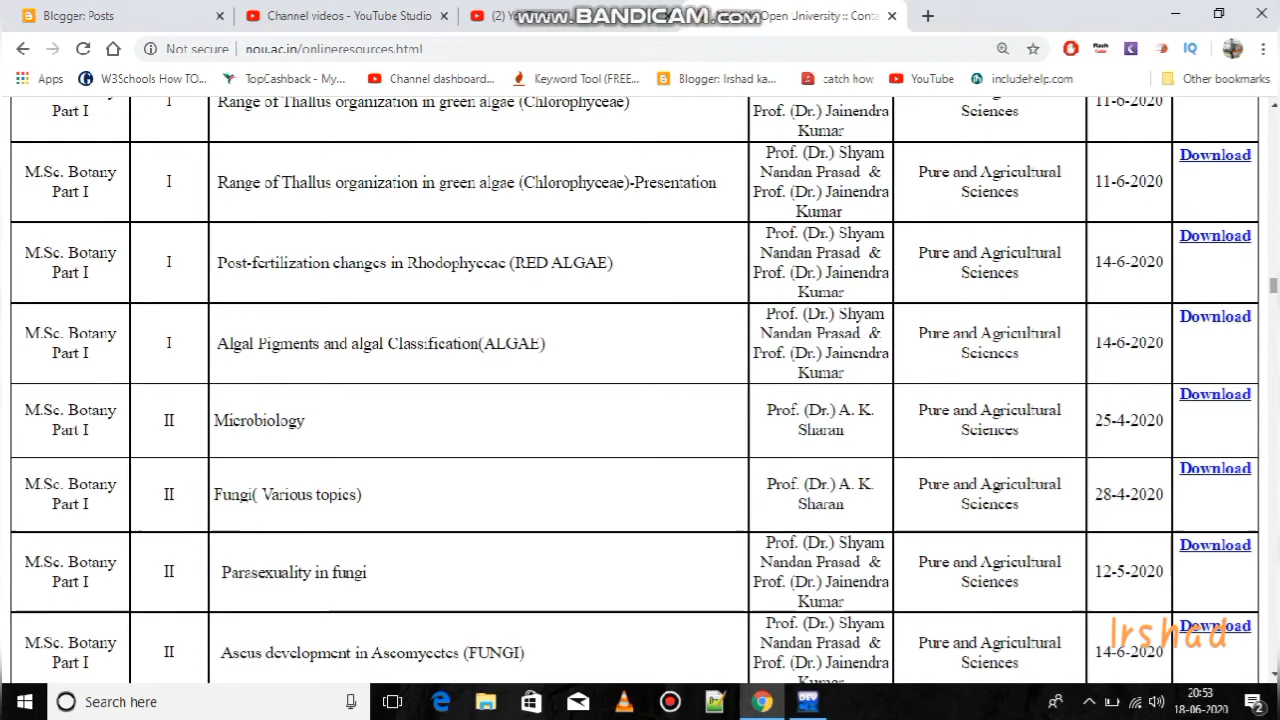 Blogger: Posts
Channel videos - YouTube Studio
(2) Yo
www.BANDICAM.com
Open University :: Conta
Not secure
nou.ac.in/onlineresources.html
IQ
Apps
W3Schools How TO...
TopCashback - My...
Channel dashboard...
Keyword Tool (FREE...
Blogger: Irshad ka...
catch how
YouTube
includehelp.com
Other bookmarks
Part I
I
Range of Thallus organization in green algae (Chlorophyceae)
Prof. (Dr.) Jainendra
Kumar
Sciences
11-6-2020
M.Sc. Botany
Part I
I
Range of Thallus organization in green algae (Chlorophyceae)-Presentation
Prof. (Dr.) Shyam
Nandan Prasad &
Prof. (Dr.) Jainendra
Kumar
Pure and Agricultural
Sciences
11-6-2020
Download
M.Sc. Botany
Part I
I
Post-fertilization changes in Rhodophyceae (RED ALGAE)
Prof. (Dr.) Shyam
Nandan Prasad &
Prof. (Dr.) Jainendra
Kumar
Pure and Agricultural
Sciences
14-6-2020
Download
M.Sc. Botany
Part I
I
Algal Pigments and algal Classification(ALGAE)
Prof. (Dr.) Shyam
Nandan Prasad &
Prof. (Dr.) Jainendra
Kumar
Pure and Agricultural
Sciences
14-6-2020
Download
M.Sc. Botany
Part I
II
Microbiology
Prof. (Dr.) A. K.
Sharan
Pure and Agricultural
Sciences
25-4-2020
Download
M.Sc. Botany
Part I
II
Fungi( Various topics)
Prof. (Dr.) A. K.
Sharan
Pure and Agricultural
Sciences
28-4-2020
Download
M.Sc. Botany
Part I
II
Parasexuality in fungi
Prof. (Dr.) Shyam
Nandan Prasad &
Prof. (Dr.) Jainendra
Kumar
Pure and Agricultural
Sciences
12-5-2020
Download
M.Sc. Botany
Part I
II
Ascus development in Ascomycetes (FUNGI)
Prof. (Dr.) Shyam
Nandan Prasad &
Prof. (Dr.) Jainendra
Kumar
Pure and Agricultural
Sciences
14-6-2020
Download
Irshad
Search here
DEV
20:53
18-06-2020
2